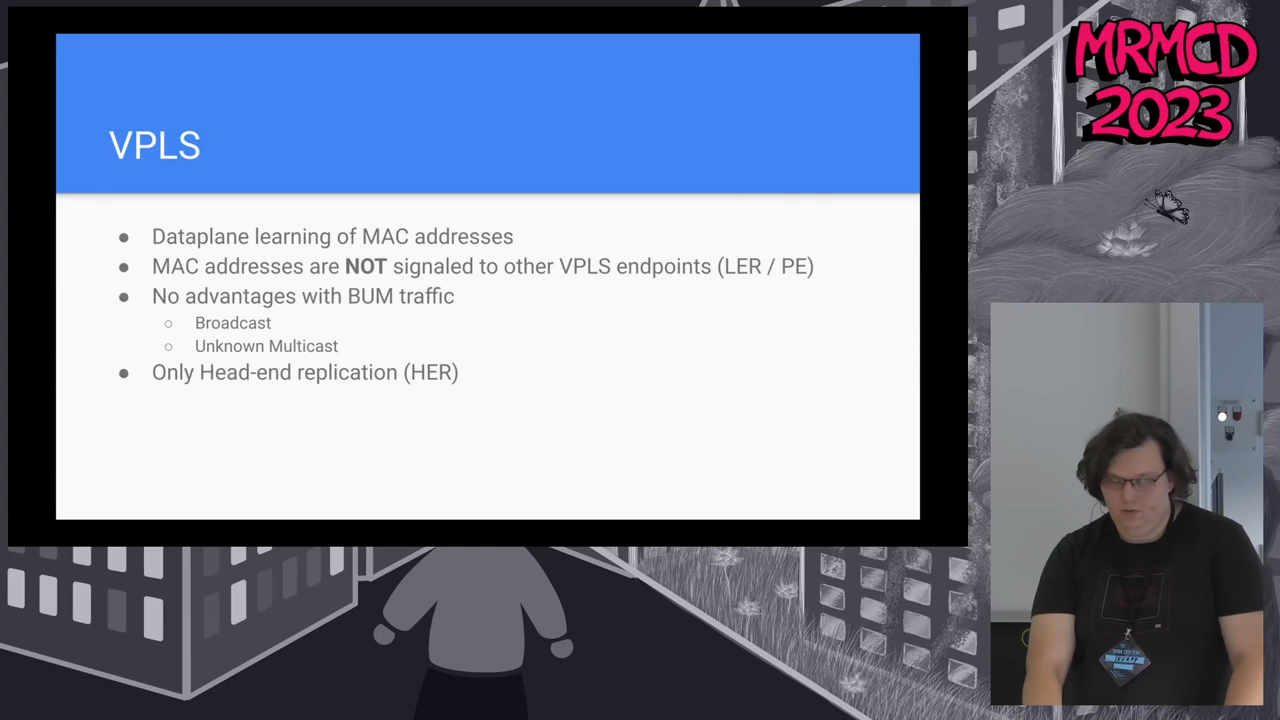 MRMCD
2023
VPLS
● Dataplane learning of MAC addresses
● MAC addresses are NOT signaled to other VPLS endpoints (LER / PE)
● No advantages with BUM traffic
○ Broadcast
○ Unknown Multicast
● Only Head-end replication (HER)